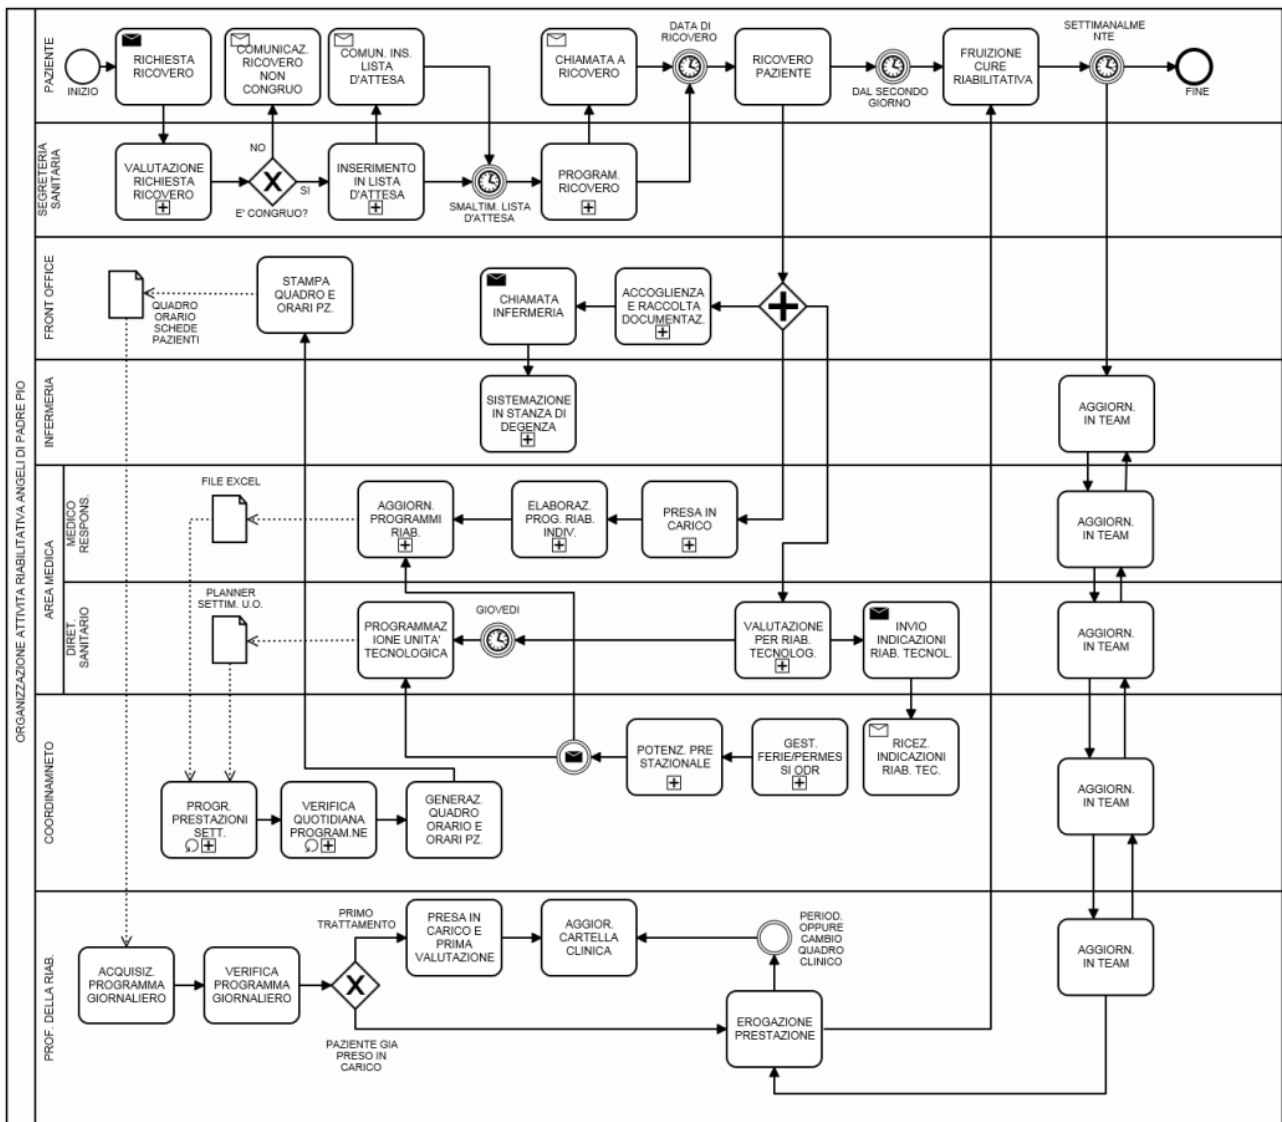 ORGANIZZAZIONE ATTIVITA RIABILITATIVA ANGELI DI PADRE PIO
PAZIENTE
INIZIO
RICHIESTA
RICOVERO
COMUNICAZ.
RICOVERO
NON
CONGRUO
COMUN. INS.
LISTA
D'ATTESA
CHIAMATA A
RICOVERO
DATA DI
RICOVERO
RICOVERO
PAZIENTE
DAL SECONDO
GIORNO
FRUIZIONE
CURE
RIABILITATIVA
SETTIMANALME
NTE
FINE
SEGRETERIA
SANITARIA
VALUTAZIONE
RICHIESTA
RICOVERO
NO
SI
E' CONGRUO?
INSERIMENTO
IN LISTA
D'ATTESA
SMALTIM. LISTA
D'ATTESA
PROGRAM.
RICOVERO
FRONT OFFICE
QUADRO
ORARIO
SCHEDE
PAZIENTI
STAMPA
QUADRO E
ORARI PZ.
CHIAMATA
INFERMERIA
ACCOGLIENZA
E RACCOLTA
DOCUMENTAZ.
INFERMERIA
SISTEMAZIONE
IN STANZA DI
DEGENZA
AGGIORN.
IN TEAM
AREA MEDICA
MEDICO
RESPONS.
FILE EXCEL
AGGIORN.
PROGRAMMI
RIAB.
ELABORAZ.
PROG. RIAB.
INDIV.
PRESA IN
CARICO
AGGIORN.
IN TEAM
DIRET.
SANITARIO
PLANNER
SETTIM. U.O.
PROGRAMMAZ
IONE UNITA'
TECNOLOGICA
GIOVEDI
VALUTAZIONE
PER RIAB.
TECNOLOG.
INVIO
INDICAZIONI
RIAB. TECNOL.
AGGIORN.
IN TEAM
COORDINAMNETO
PROGR.
PRESTAZIONI
SETT.
VERIFICA
QUOTIDIANA
PROGRAM.NE
GENERAZ.
QUADRO
ORARIO E
ORARI PZ.
POTENZ. PRE
STAZIONALE
GEST.
FERIE/PERMES
SI ODR
RICEZ.
INDICAZIONI
RIAB. TEC.
AGGIORN.
IN TEAM
PROF. DELLA RIAB.
ACQUISIZ.
PROGRAMMA
GIORNALIERO
VERIFICA
PROGRAMMA
GIORNALIERO
PRIMO
TRATTAMENTO
PAZIENTE GIA
PRESO IN
CARICO
PRESA IN
CARICO E
PRIMA
VALUTAZIONE
AGGIOR.
CARTELLA
CLINICA
PERIOD.
OPPURE
CAMBIO
QUADRO
CLINICO
EROGAZIONE
PRESTAZIONE
AGGIORN.
IN TEAM